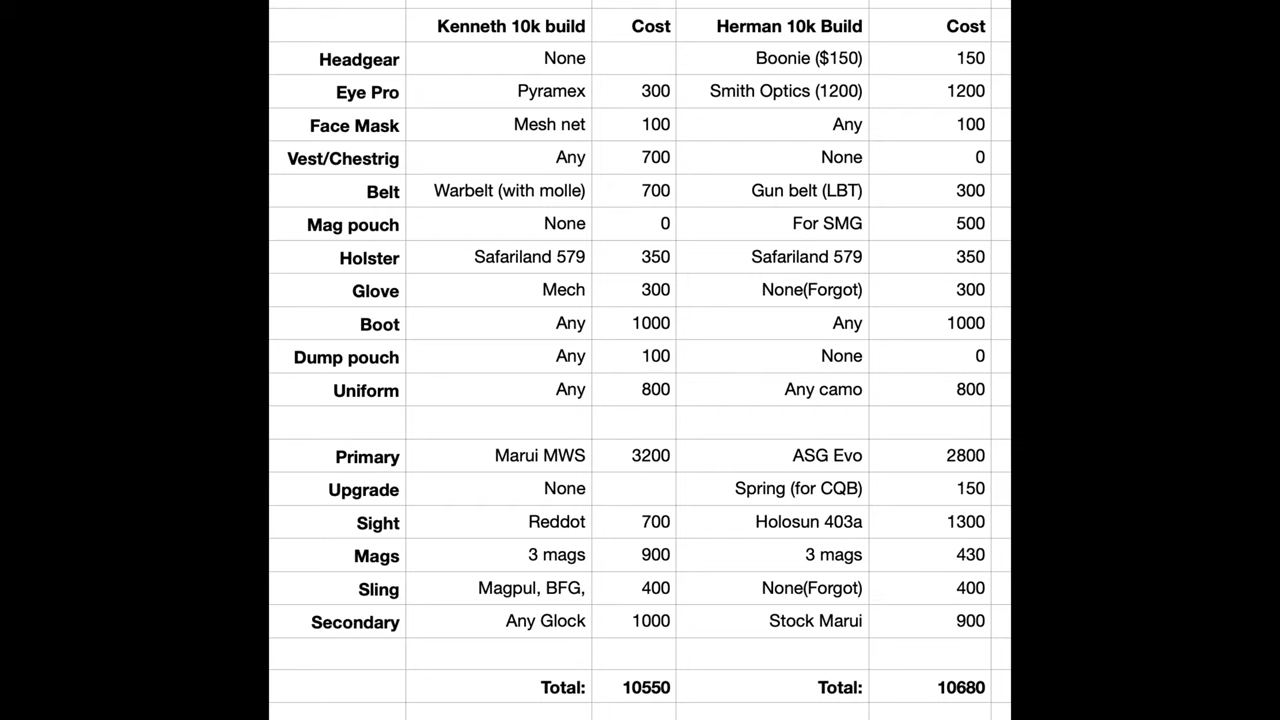 Kenneth 10k build Cost Herman 10k Build Cost
Headgear None Boonie ($150) 150
Eye Pro Pyramex 300 Smith Optics (1200) 1200
Face Mask Mesh net 100 Any 100
Vest/Chestrig Any 700 None 0
Belt Warbelt (with molle) 700 Gun belt (LBT) 300
Mag pouch None 0 For SMG 500
Holster Safariland 579 350 Safariland 579 350
Glove Mech 300 None(Forgot) 300
Boot Any 1000 Any 1000
Dump pouch Any 100 None 0
Uniform Any 800 Any camo 800
Primary Marui MWS 3200 ASG Evo 2800
Upgrade None Spring (for CQB) 150
Sight Reddot 700 Holosun 403a 1300
Mags 3 mags 900 3 mags 430
Sling Magpul, BFG, 400 None(Forgot) 400
Secondary Any Glock 1000 Stock Marui 900
Total: 10550 Total: 10680